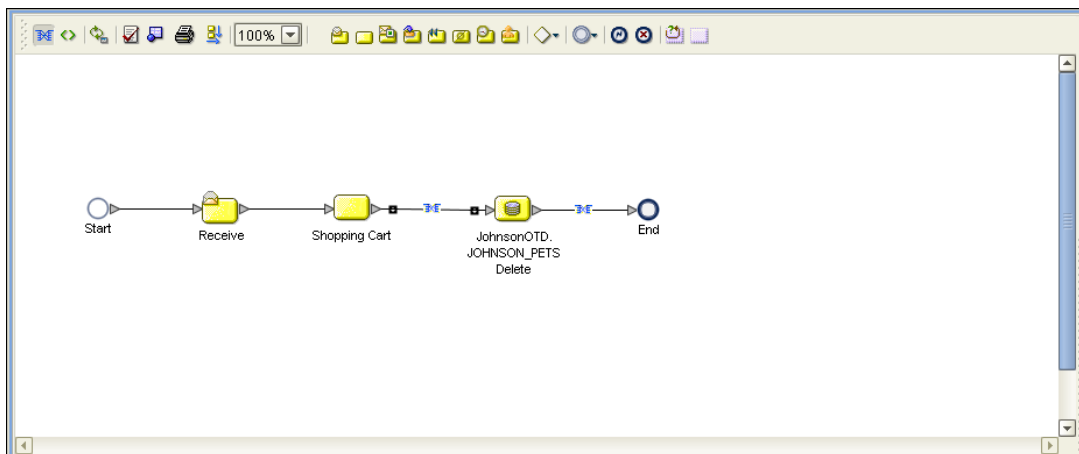 100%
Start
Receive
Shopping Cart
JohnsonOTD.
JOHNSON_PETS
Delete
End